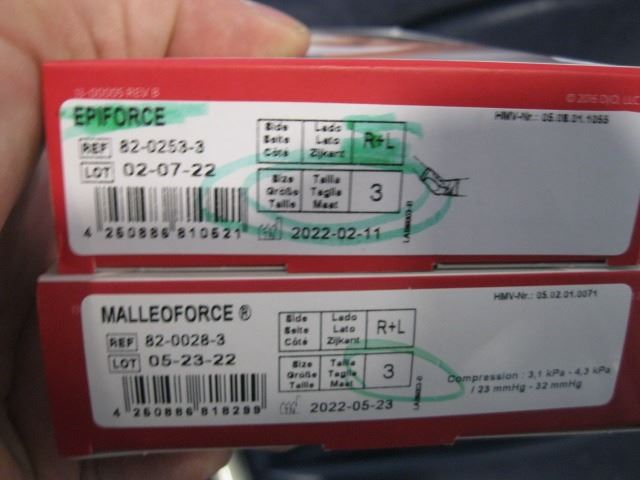 © 2015 DJO, LLC
EPIFORCE
HMV-Nr.: 05.08.01.1055
REF 82-0253-3
LOT 02-07-22
Side Lado
Seite Lato
Côté Zijkant
R+L
Size Talla
Größe Taglia
Taille Maat
3
4 250886 810521
2022-02-11
MALLEOFORCE ®
HMV-Nr.: 05.02.01.0071
REF 82-0028-3
LOT 05-23-22
Side Lado
Seite Lato
Côté Zijkant
R+L
Size Talla
Größe Taglia
Taille Maat
3
Compression : 3,1 kPa - 4,3 kPa
/ 23 mmHg - 32 mmHg
4 250886 818299
2022-05-23